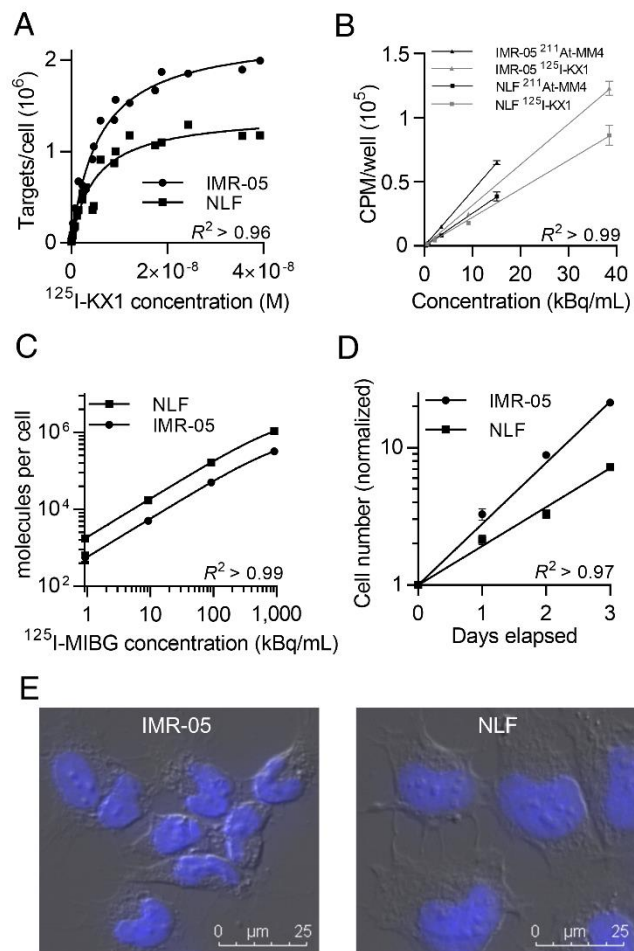 A
Targets/cell (10⁶)
2
1
0
IMR-05
NLF
R² > 0.96
0
2×10⁻⁸
4×10⁻⁸
¹²⁵I-KX1 concentration (M)
B
CPM/well (10⁵)
1.5
1
0.5
0
IMR-05 ²¹¹At-MM4
IMR-05 ¹²⁵I-KX1
NLF ²¹¹At-MM4
NLF ¹²⁵I-KX1
R² > 0.99
0
10
20
30
40
Concentration (kBq/mL)
C
molecules per cell
10⁶
10⁴
10²
NLF
IMR-05
R² > 0.99
1
10
100
1,000
¹²⁵I-MIBG concentration (kBq/mL)
D
Cell number (normalized)
10
1
IMR-05
NLF
R² > 0.97
0
1
2
3
Days elapsed
E
IMR-05
0 µm 25
NLF
0 µm 25